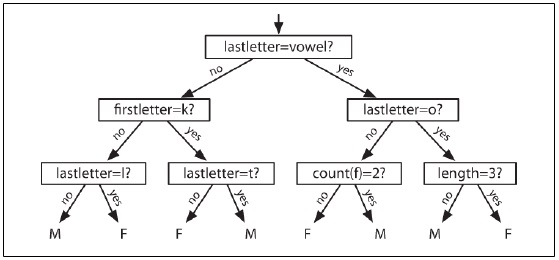 lastletter=vowel?
no yes
firstletter=k? lastletter=o?
no yes no yes
lastletter=l? lastletter=t? count(f)=2? length=3?
no yes no yes no yes no yes
M F F M F M M F